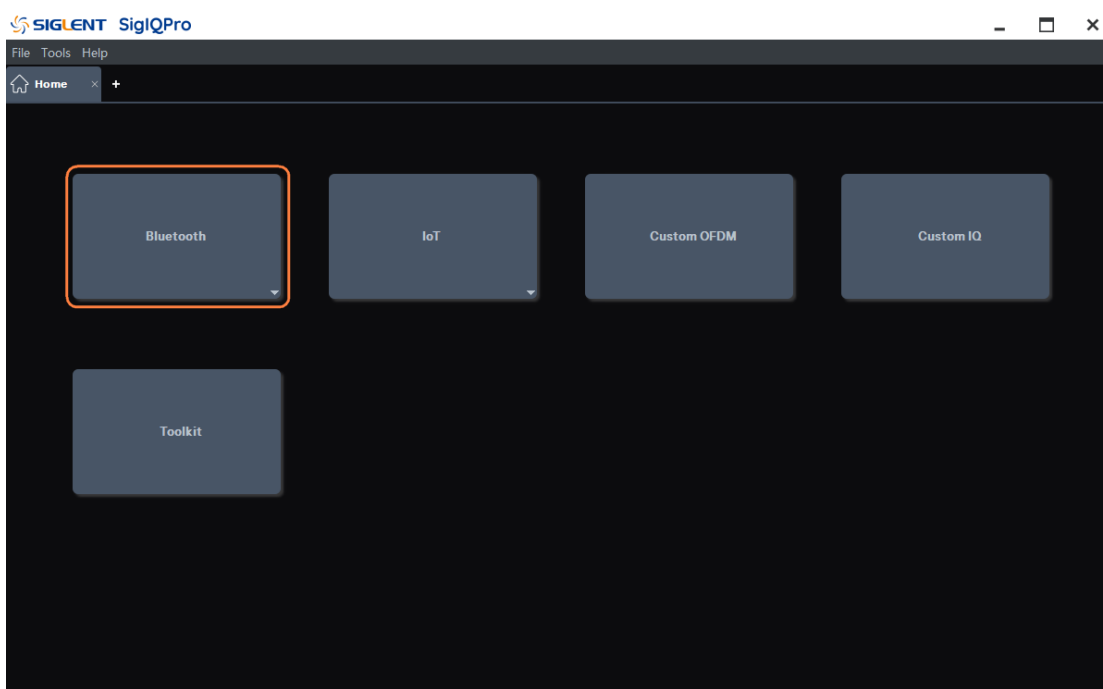 SIGLENT SigIQPro
File Tools Help
Home
Bluetooth
IoT
Custom OFDM
Custom IQ
Toolkit